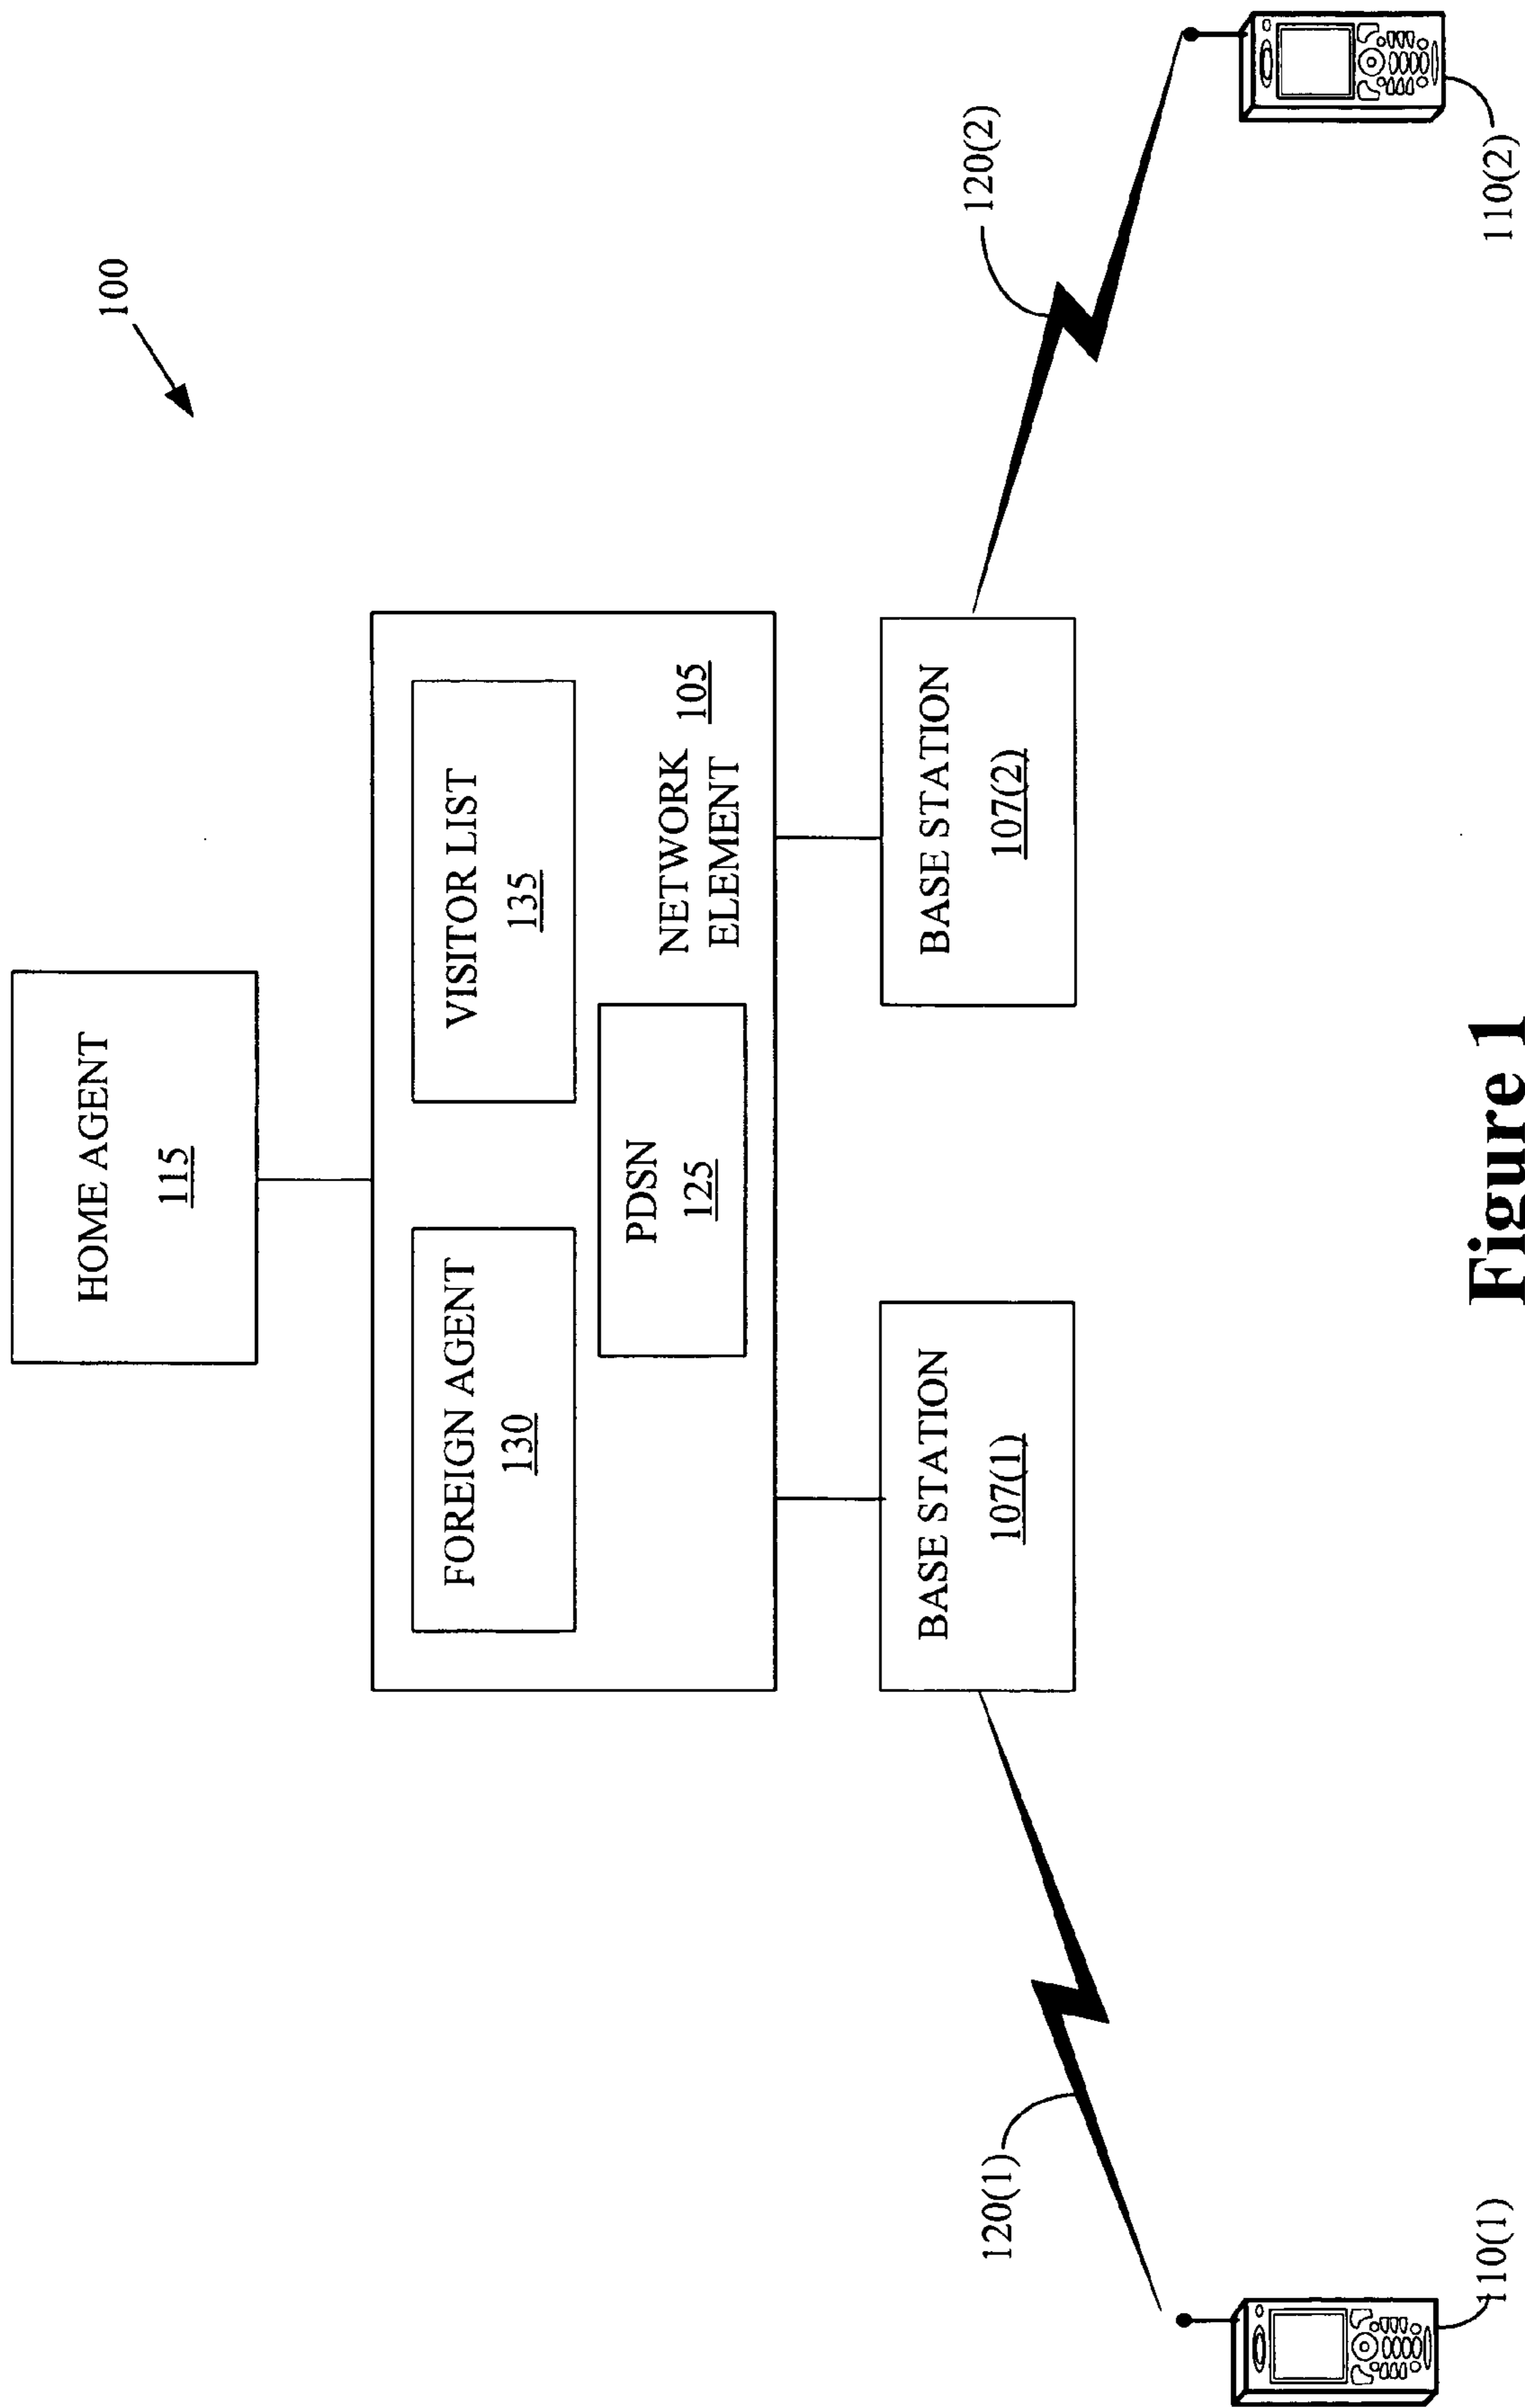 100
HOME AGENT
115
FOREIGN AGENT
130
VISITOR LIST
135
PDSN
125
NETWORK 105
ELEMENT
BASE STATION
107(1)
BASE STATION
107(2)
120(1)
120(2)
110(1)
110(2)
Figure 1